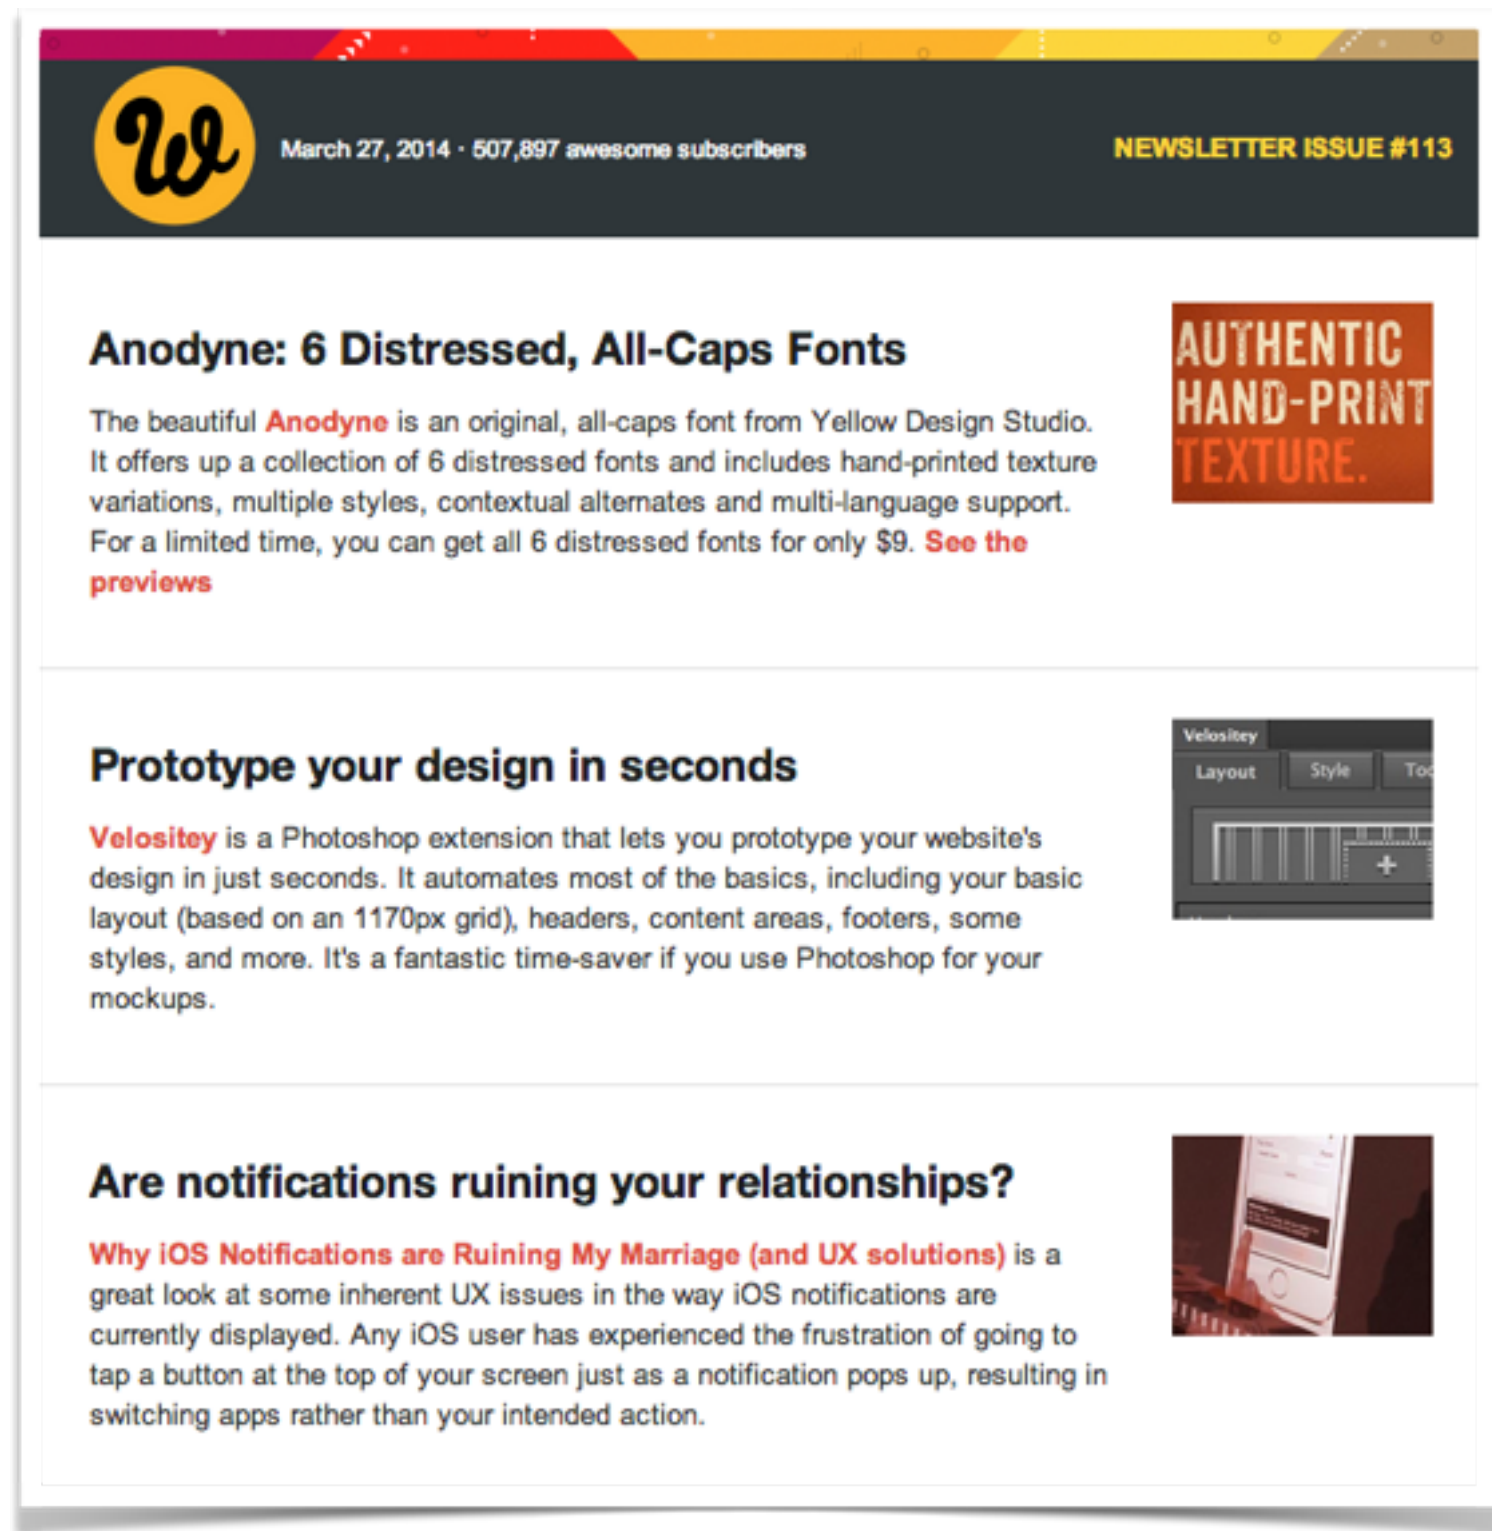 W
March 27, 2014 · 507,897 awesome subscribers
NEWSLETTER ISSUE #113
Anodyne: 6 Distressed, All-Caps Fonts
The beautiful Anodyne is an original, all-caps font from Yellow Design Studio.
It offers up a collection of 6 distressed fonts and includes hand-printed texture
variations, multiple styles, contextual alternates and multi-language support.
For a limited time, you can get all 6 distressed fonts for only $9. See the
previews
AUTHENTIC
HAND-PRINT
TEXTURE.
Prototype your design in seconds
Velositey is a Photoshop extension that lets you prototype your website's
design in just seconds. It automates most of the basics, including your basic
layout (based on an 1170px grid), headers, content areas, footers, some
styles, and more. It's a fantastic time-saver if you use Photoshop for your
mockups.
Velositey
Layout Style Too
Are notifications ruining your relationships?
Why iOS Notifications are Ruining My Marriage (and UX solutions) is a
great look at some inherent UX issues in the way iOS notifications are
currently displayed. Any iOS user has experienced the frustration of going to
tap a button at the top of your screen just as a notification pops up, resulting in
switching apps rather than your intended action.